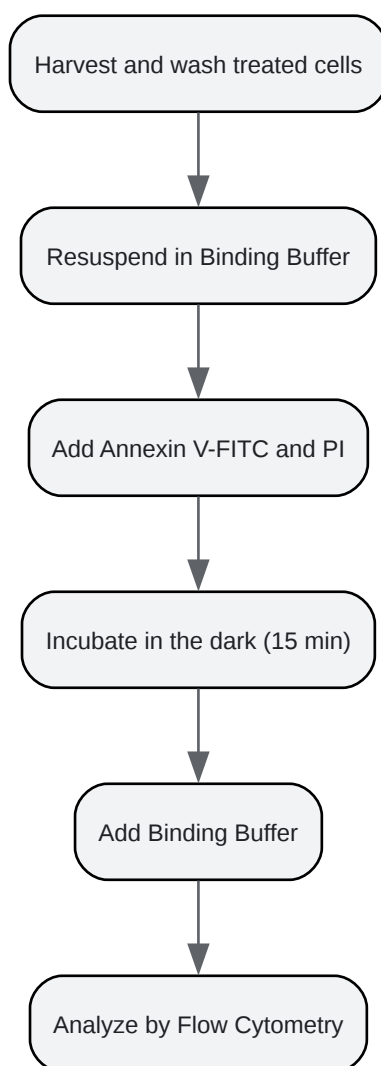 Harvest and wash treated cells
Resuspend in Binding Buffer
Add Annexin V-FITC and PI
Incubate in the dark (15 min)
Add Binding Buffer
Analyze by Flow Cytometry